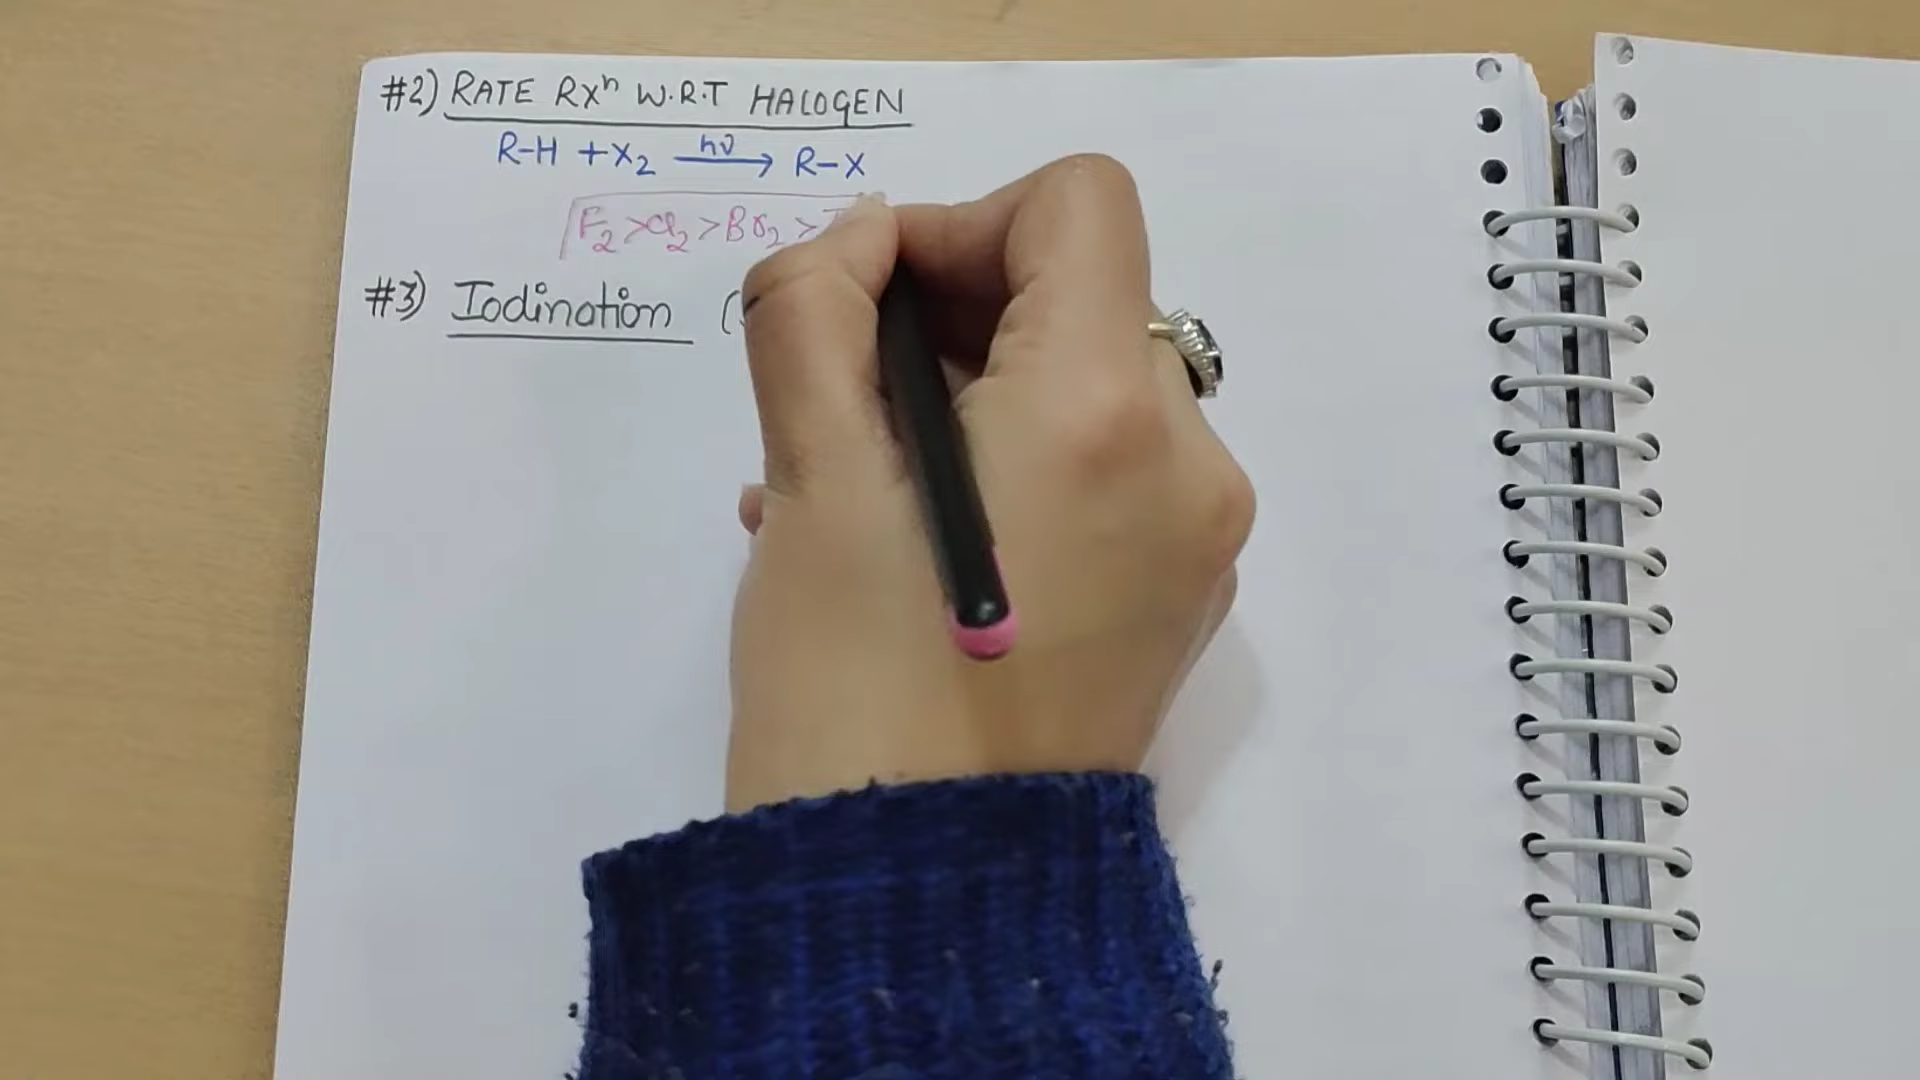 #2) RATE RXⁿ W.R.T HALOGEN
hν
R-H + X₂ ⟶ R-X
F₂ > Cl₂ > Br₂ >
#3) Iodination (